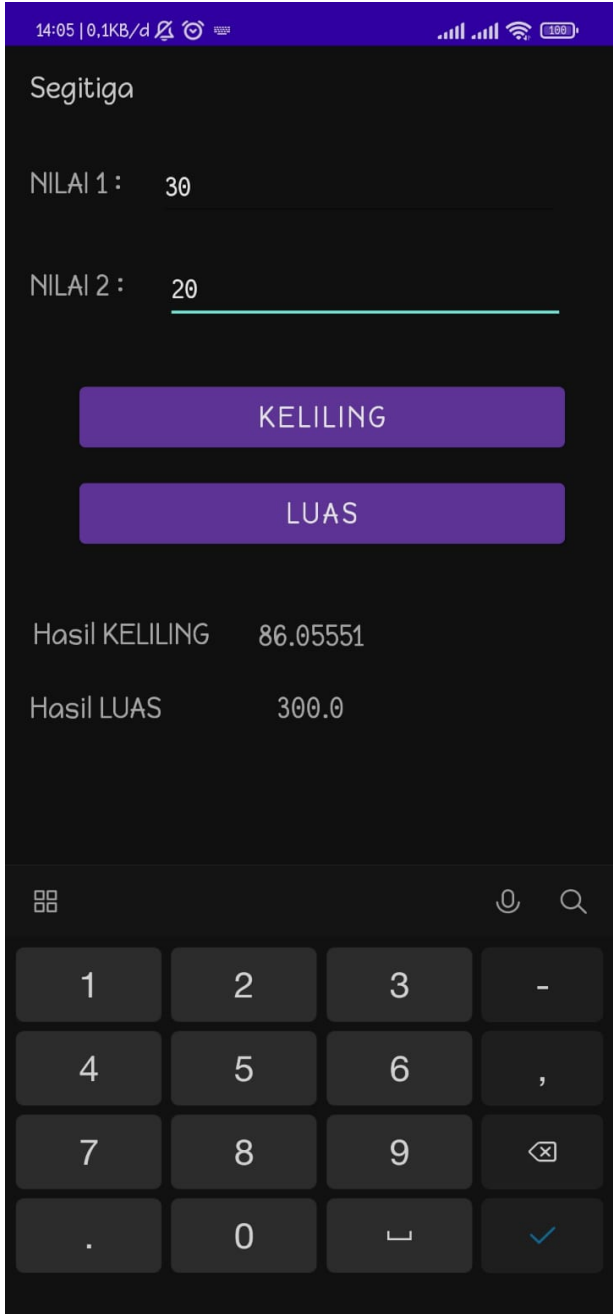 14:05 | 0,1KB/d 100
Segitiga
NILAI 1 : 30
NILAI 2 : 20
KELILING
LUAS
Hasil KELILING 86.05551
Hasil LUAS 300.0
1 2 3 -
4 5 6 ,
7 8 9
. 0